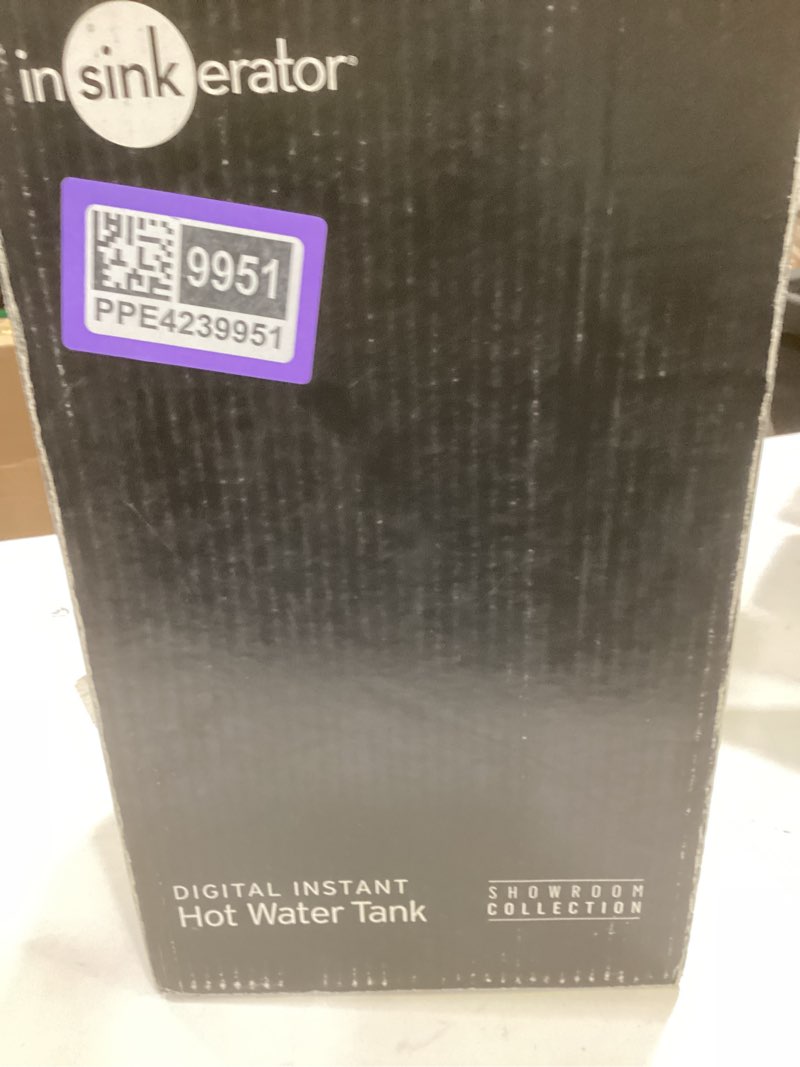 insinkerator®
9951
PPE4239951
DIGITAL INSTANT
Hot Water Tank
SHOWROOM
COLLECTION